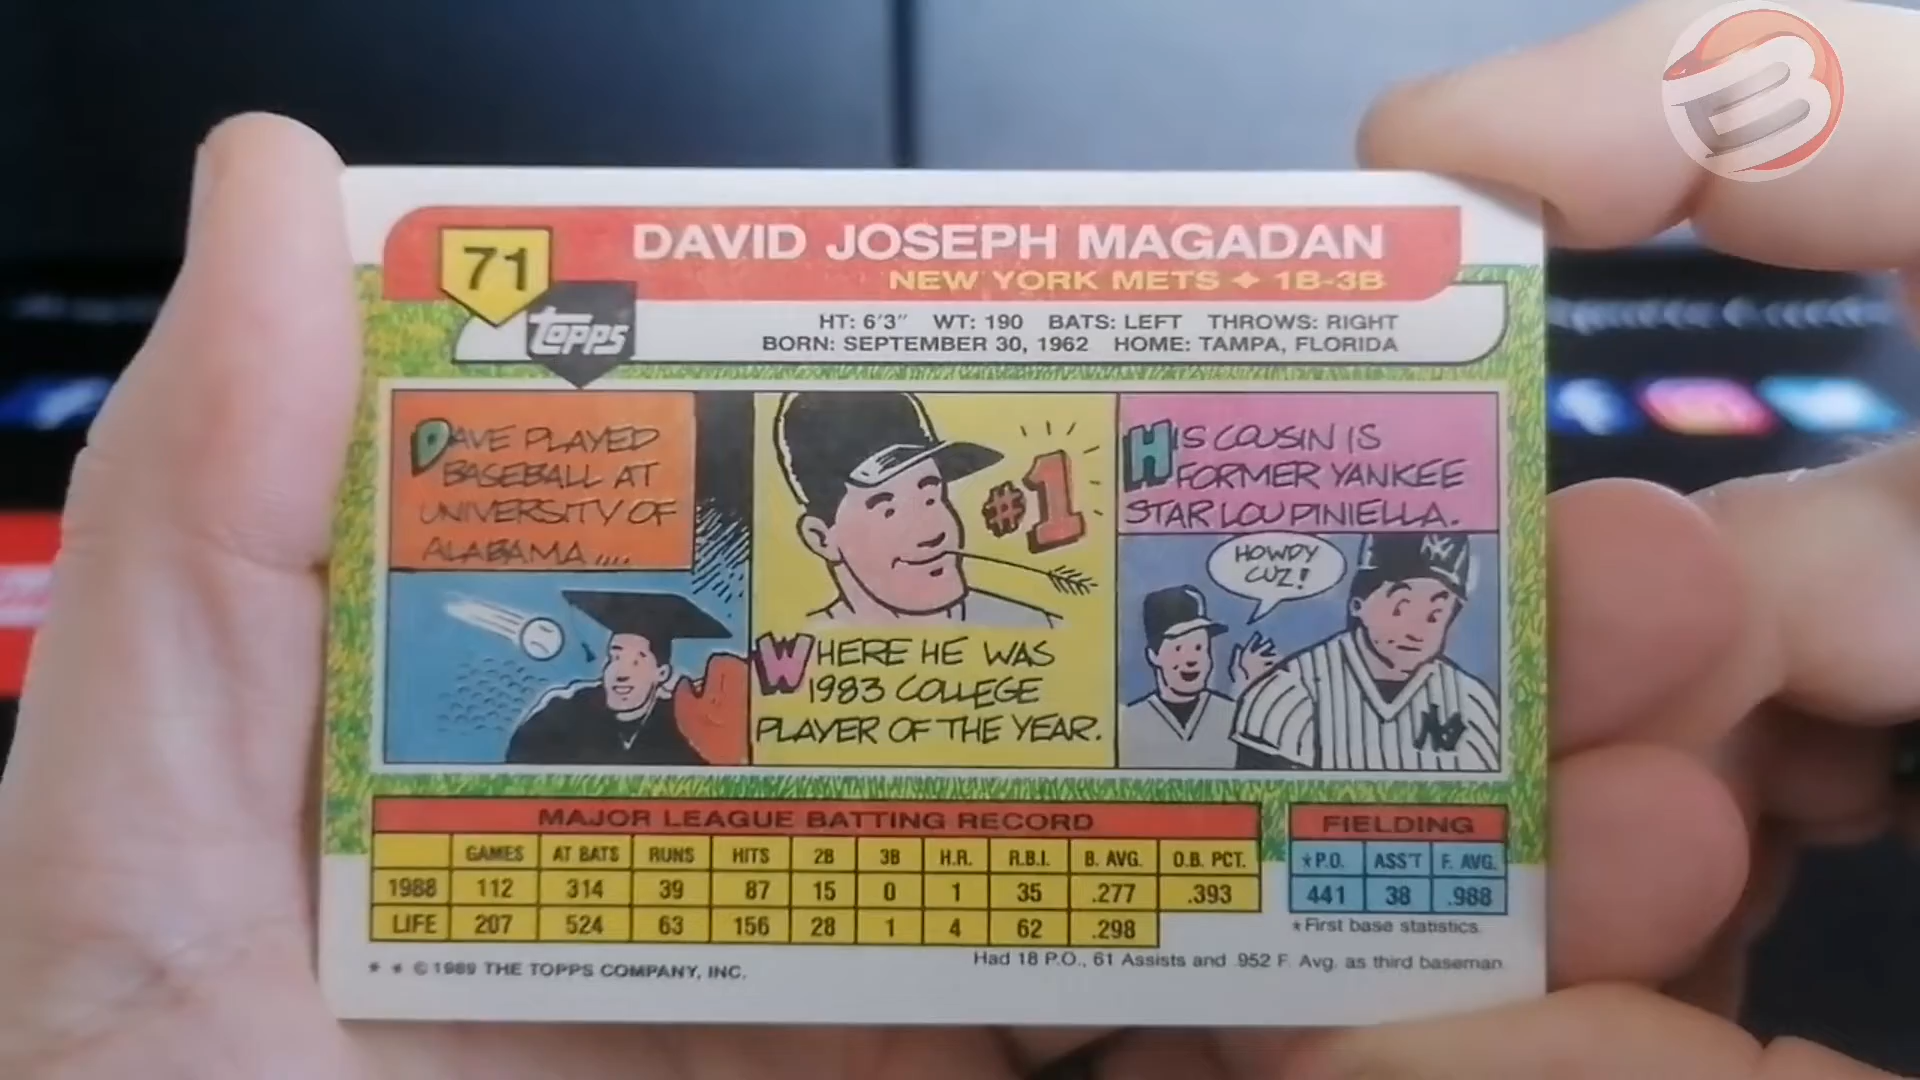 71
DAVID JOSEPH MAGADAN
NEW YORK METS ✦ 1B-3B
topps
HT: 6'3" WT: 190 BATS: LEFT THROWS: RIGHT
BORN: SEPTEMBER 30, 1962 HOME: TAMPA, FLORIDA
DAVE PLAYED
BASEBALL AT
UNIVERSITY OF
ALABAMA....
#1
WHERE HE WAS
1983 COLLEGE
PLAYER OF THE YEAR.
HIS COUSIN IS
FORMER YANKEE
STAR LOU PINIELLA.
HOWDY
CUZ!
NY
NY
MAJOR LEAGUE BATTING RECORD
GAMES AT BATS RUNS HITS 2B 3B H.R. R.B.I. B. AVG. O.B. PCT.
1988 112 314 39 87 15 0 1 35 .277 .393
LIFE 207 524 63 156 28 1 4 62 .298
FIELDING
*P.O. ASS'T F. AVG.
441 38 .988
*First base statistics.
Had 18 P.O., 61 Assists and .952 F. Avg. as third baseman.
* * © 1989 THE TOPPS COMPANY, INC.
B